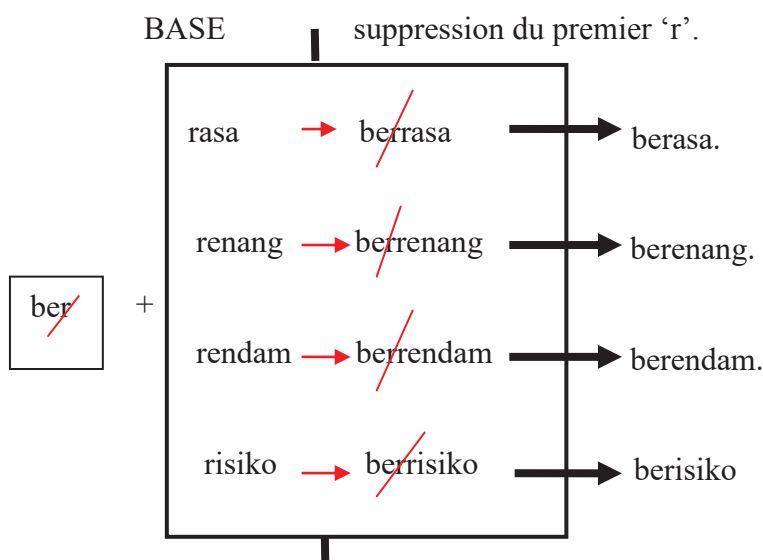 BASE suppression du premier ‘r’.
rasa berrasa berasa.
renang berrenang berenang.
ber +
rendam berrendam berendam.
risiko berrisiko berisiko